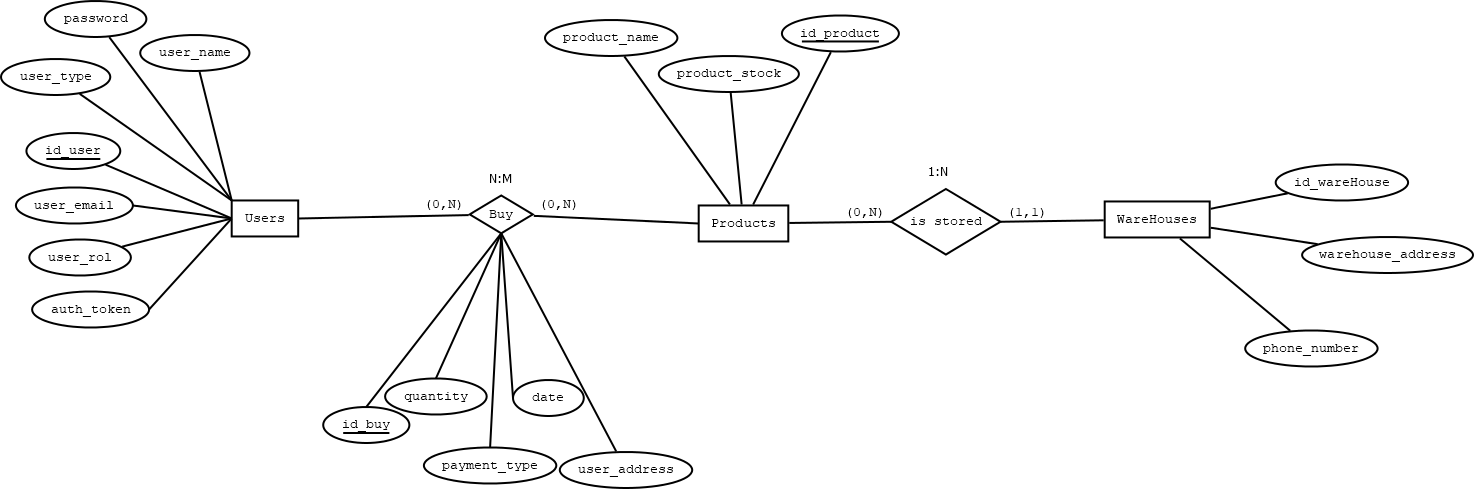 password
user_name
user_type
id_user
user_email
user_rol
auth_token
Users
N:M
(0,N)
Buy
(0,N)
id_buy
quantity
payment_type
date
user_address
product_name
product_stock
id_product
Products
1:N
(0,N)
is stored
(1,1)
WareHouses
id_wareHouse
warehouse_address
phone_number